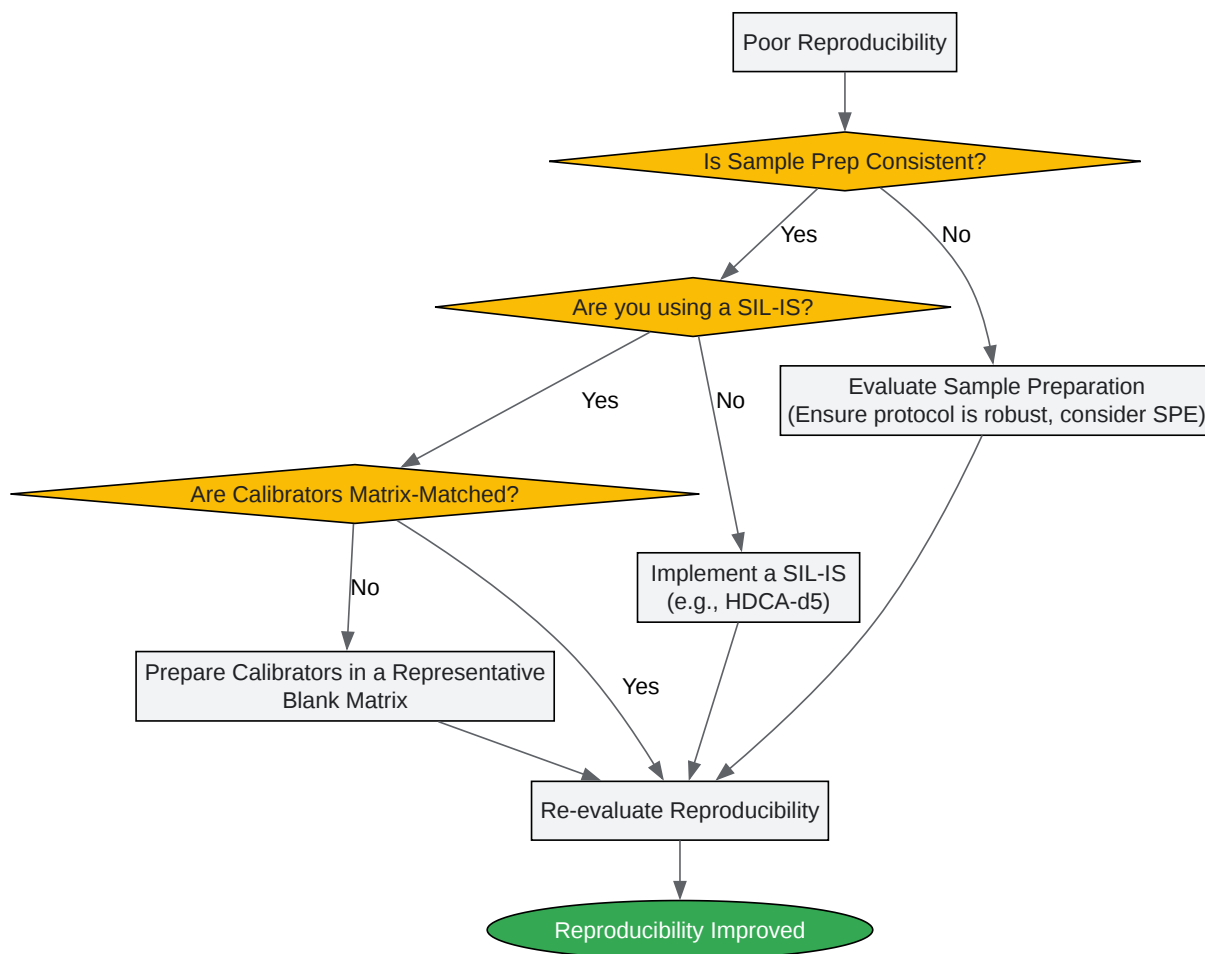 Poor Reproducibility
Is Sample Prep Consistent?
Yes
No
Are you using a SIL-IS?
Yes
No
Evaluate Sample Preparation
(Ensure protocol is robust, consider SPE)
Are Calibrators Matrix-Matched?
No
Yes
Implement a SIL-IS
(e.g., HDCA-d5)
Prepare Calibrators in a Representative
Blank Matrix
Re-evaluate Reproducibility
Reproducibility Improved